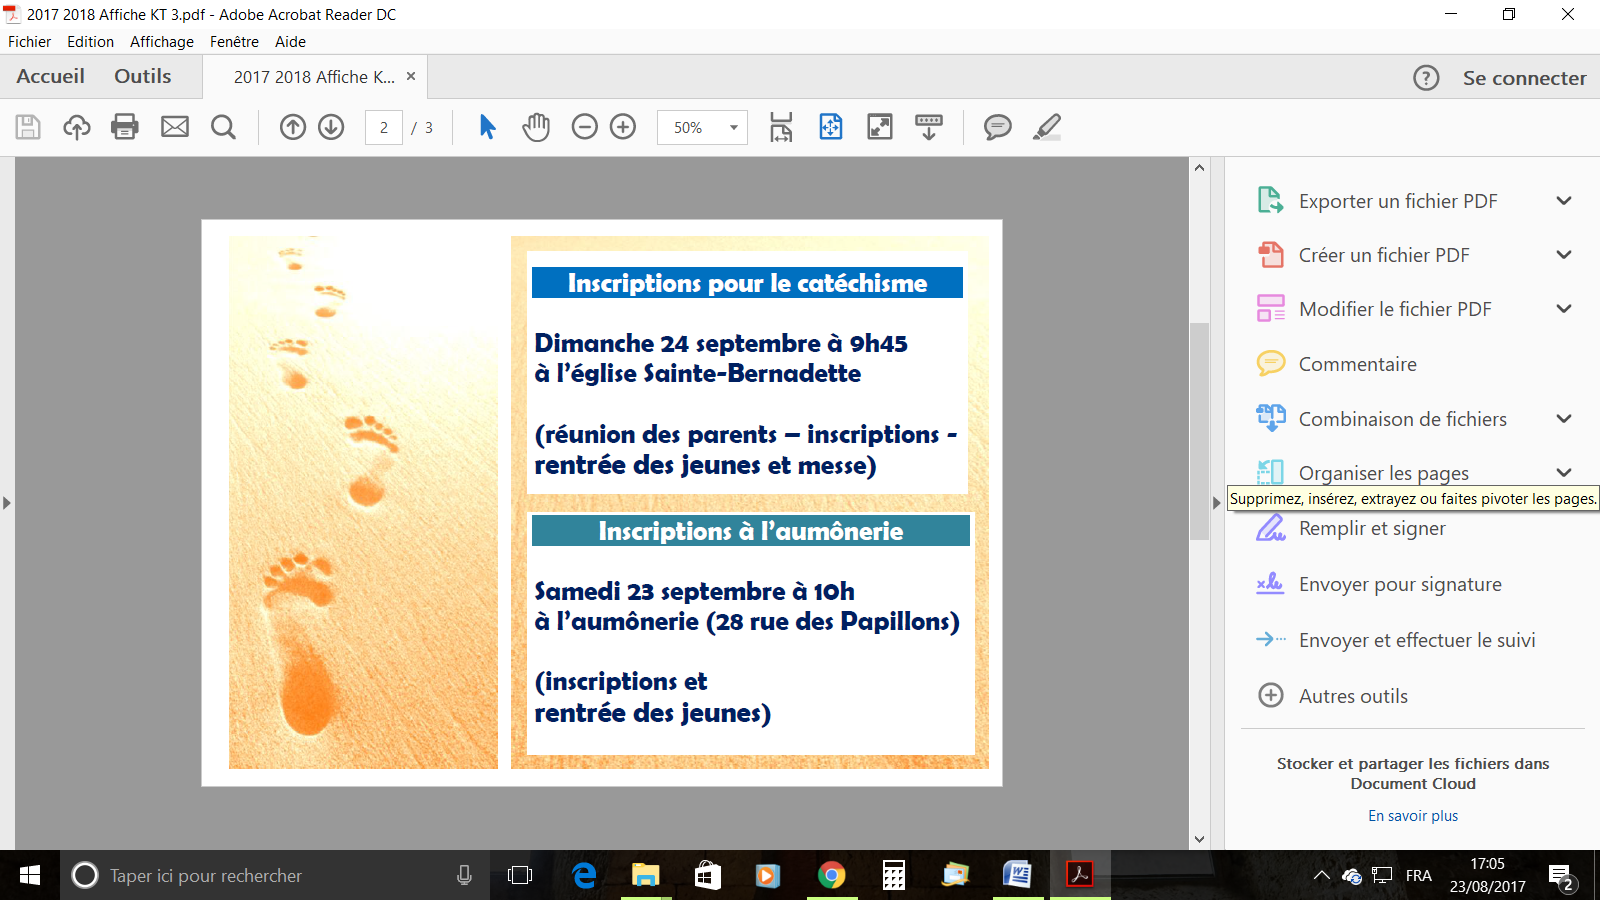 2017 2018 Affiche KT 3.pdf - Adobe Acrobat Reader DC
Fichier Edition Affichage Fenêtre Aide
Accueil Outils 2017 2018 Affiche K... × ? Se connecter
2 / 3 50%
Inscriptions pour le catéchisme
Dimanche 24 septembre à 9h45
à l'église Sainte-Bernadette
(réunion des parents – inscriptions -
rentrée des jeunes et messe)
Inscriptions à l'aumônerie
Samedi 23 septembre à 10h
à l'aumônerie (28 rue des Papillons)
(inscriptions et
rentrée des jeunes)
Exporter un fichier PDF
Créer un fichier PDF
Modifier le fichier PDF
Commentaire
Combinaison de fichiers
Organiser les pages
Supprimez, insérez, extrayez ou faites pivoter les pages.
Remplir et signer
Envoyer pour signature
Envoyer et effectuer le suivi
Autres outils
Stocker et partager les fichiers dans
Document Cloud
En savoir plus
Taper ici pour rechercher
FRA
17:05
23/08/2017
2